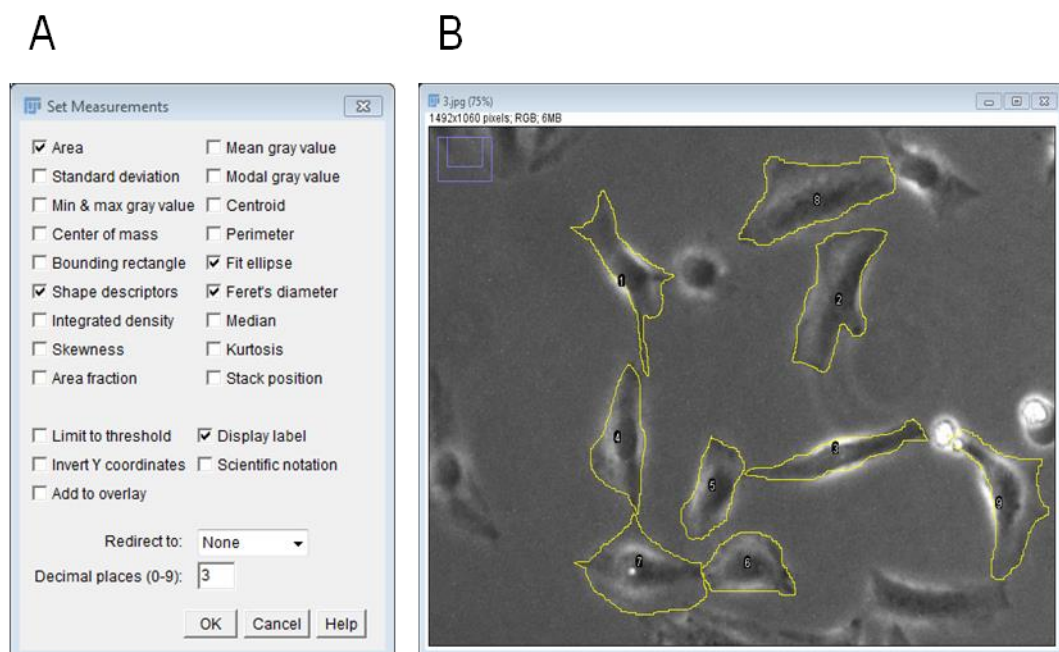 A
B
Set Measurements
Area
Mean gray value
Standard deviation
Modal gray value
Min & max gray value
Centroid
Center of mass
Perimeter
Bounding rectangle
Fit ellipse
Shape descriptors
Feret's diameter
Integrated density
Median
Skewness
Kurtosis
Area fraction
Stack position
Limit to threshold
Display label
Invert Y coordinates
Scientific notation
Add to overlay
Redirect to: None
Decimal places (0-9): 3
OK
Cancel
Help
3.jpg (75%)
1492x1060 pixels; RGB; 6MB
8
1
2
4
3
5
9
7
6